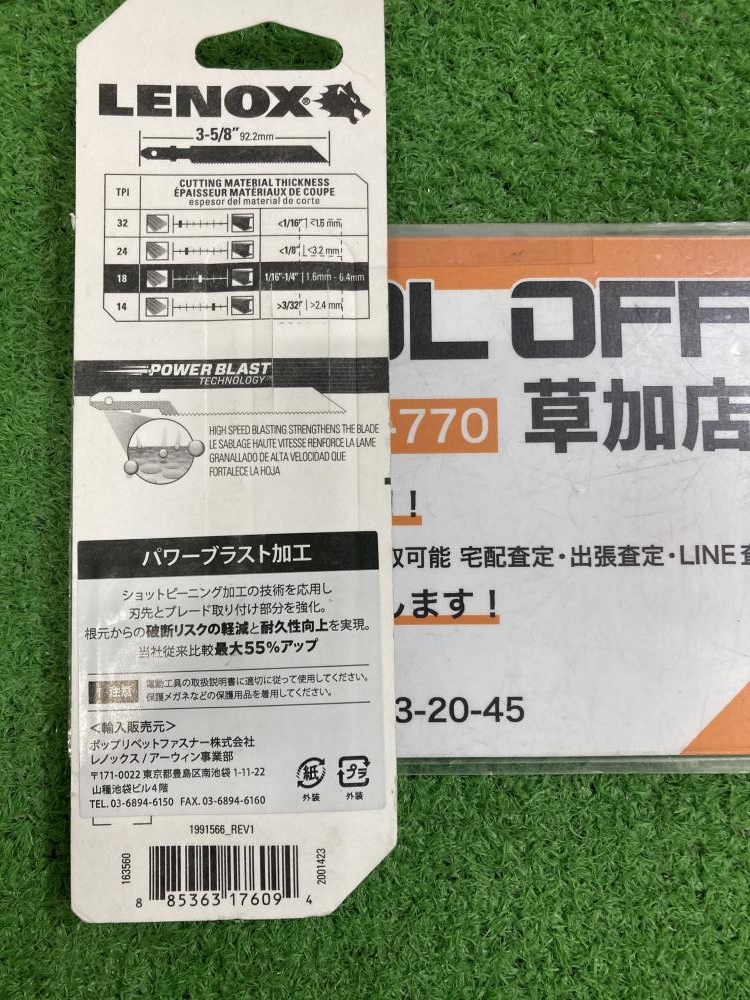 LENOX®
3-5/8" 92.2mm
TPI
CUTTING MATERIAL THICKNESS
ÉPAISSEUR MATÉRIAUX DE COUPE
espesor del material de corte
32 <1/16" <1.6 mm
24 <1/8" <3.2 mm
18 1/16"-1/4" 1.6mm - 6.4mm
14 >3/32" >2.4 mm
POWER BLAST
TECHNOLOGY™
HIGH SPEED BLASTING STRENGTHENS THE BLADE
LE SABLAGE HAUTE VITESSE RENFORCE LA LAME
GRANALLADO DE ALTA VELOCIDAD QUE
FORTALECE LA HOJA
パワーブラスト加工
ショットピーニング加工の技術を応用し
刃先とブレード取り付け部分を強化。
根元からの破断リスクの軽減と耐久性向上を実現。
当社従来比較最大55%アップ
注意 電動工具の取扱説明書に適切に従って使用してください。
保護メガネなどの保護用品を着用してください。
<輸入販売元>
ポップリベットファスナー株式会社
レノックス / アーウィン事業部
〒171-0022 東京都豊島区南池袋 1-11-22
山種池袋ビル4階
TEL. 03-6894-6150 FAX. 03-6894-6160
紙
外装
プラ
外装
1991566_REV1
163560
2001423
8 85363 17609 4
OL OFF
-770 草加店
!
取可能 宅配査定・出張査定・LINE査
します!
3-20-45